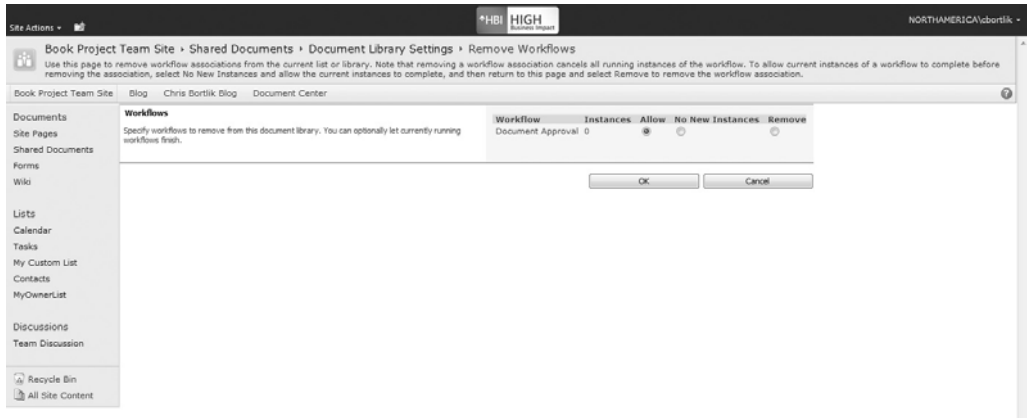 Site Actions
*HBI HIGH
Business Impact
NORTHAMERICA\cbortlik
Book Project Team Site › Shared Documents › Document Library Settings › Remove Workflows
Use this page to remove workflow associations from the current list or library. Note that removing a workflow association cancels all running instances of the workflow. To allow current instances of a workflow to complete before
removing the association, select No New Instances and allow the current instances to complete, and then return to this page and select Remove to remove the workflow association.
Book Project Team Site Blog Chris Bortlik Blog Document Center
Documents
Site Pages
Shared Documents
Forms
Wiki
Lists
Calendar
Tasks
My Custom List
Contacts
MyOwnerList
Discussions
Team Discussion
Recycle Bin
All Site Content
Workflows
Specify workflows to remove from this document library. You can optionally let currently running
workflows finish.
Workflow Instances Allow No New Instances Remove
Document Approval 0
OK Cancel